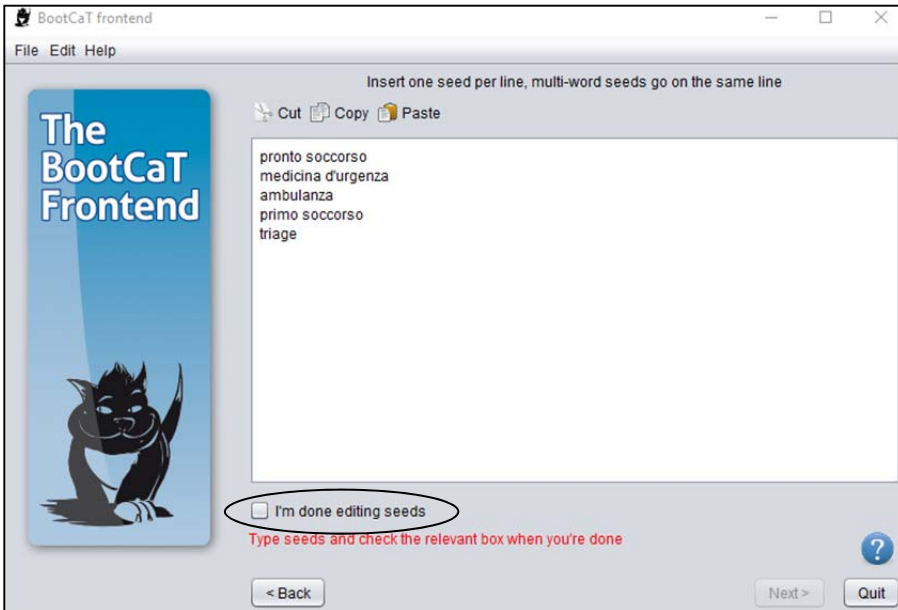 BootCaT frontend
File Edit Help
Insert one seed per line, multi-word seeds go on the same line
Cut Copy Paste
The
BootCaT
Frontend
pronto soccorso
medicina d'urgenza
ambulanza
primo soccorso
triage
I'm done editing seeds
Type seeds and check the relevant box when you're done
?
< Back Next > Quit